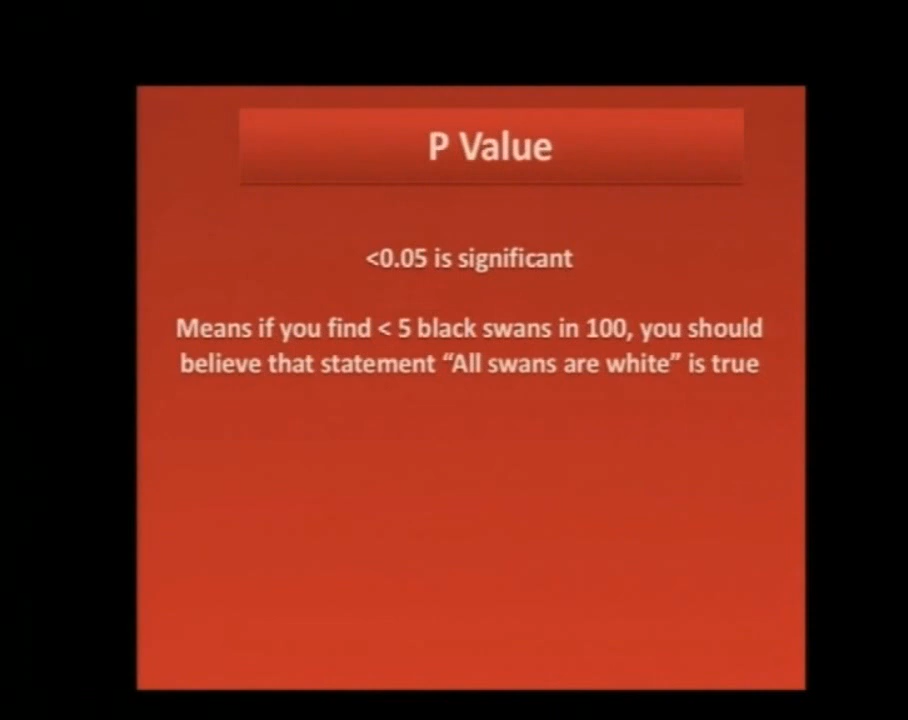 P Value
<0.05 is significant
Means if you find < 5 black swans in 100, you should
believe that statement “All swans are white” is true